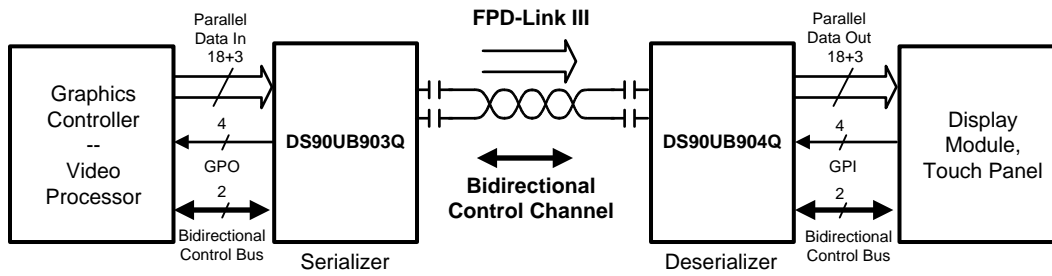 Graphics
Controller
--
Video
Processor
Parallel
Data In
18+3
4
GPO
2
Bidirectional
Control Bus
DS90UB903Q
Serializer
FPD-Link III
Bidirectional
Control Channel
DS90UB904Q
Deserializer
Parallel
Data Out
18+3
4
GPI
2
Bidirectional
Control Bus
Display
Module,
Touch Panel